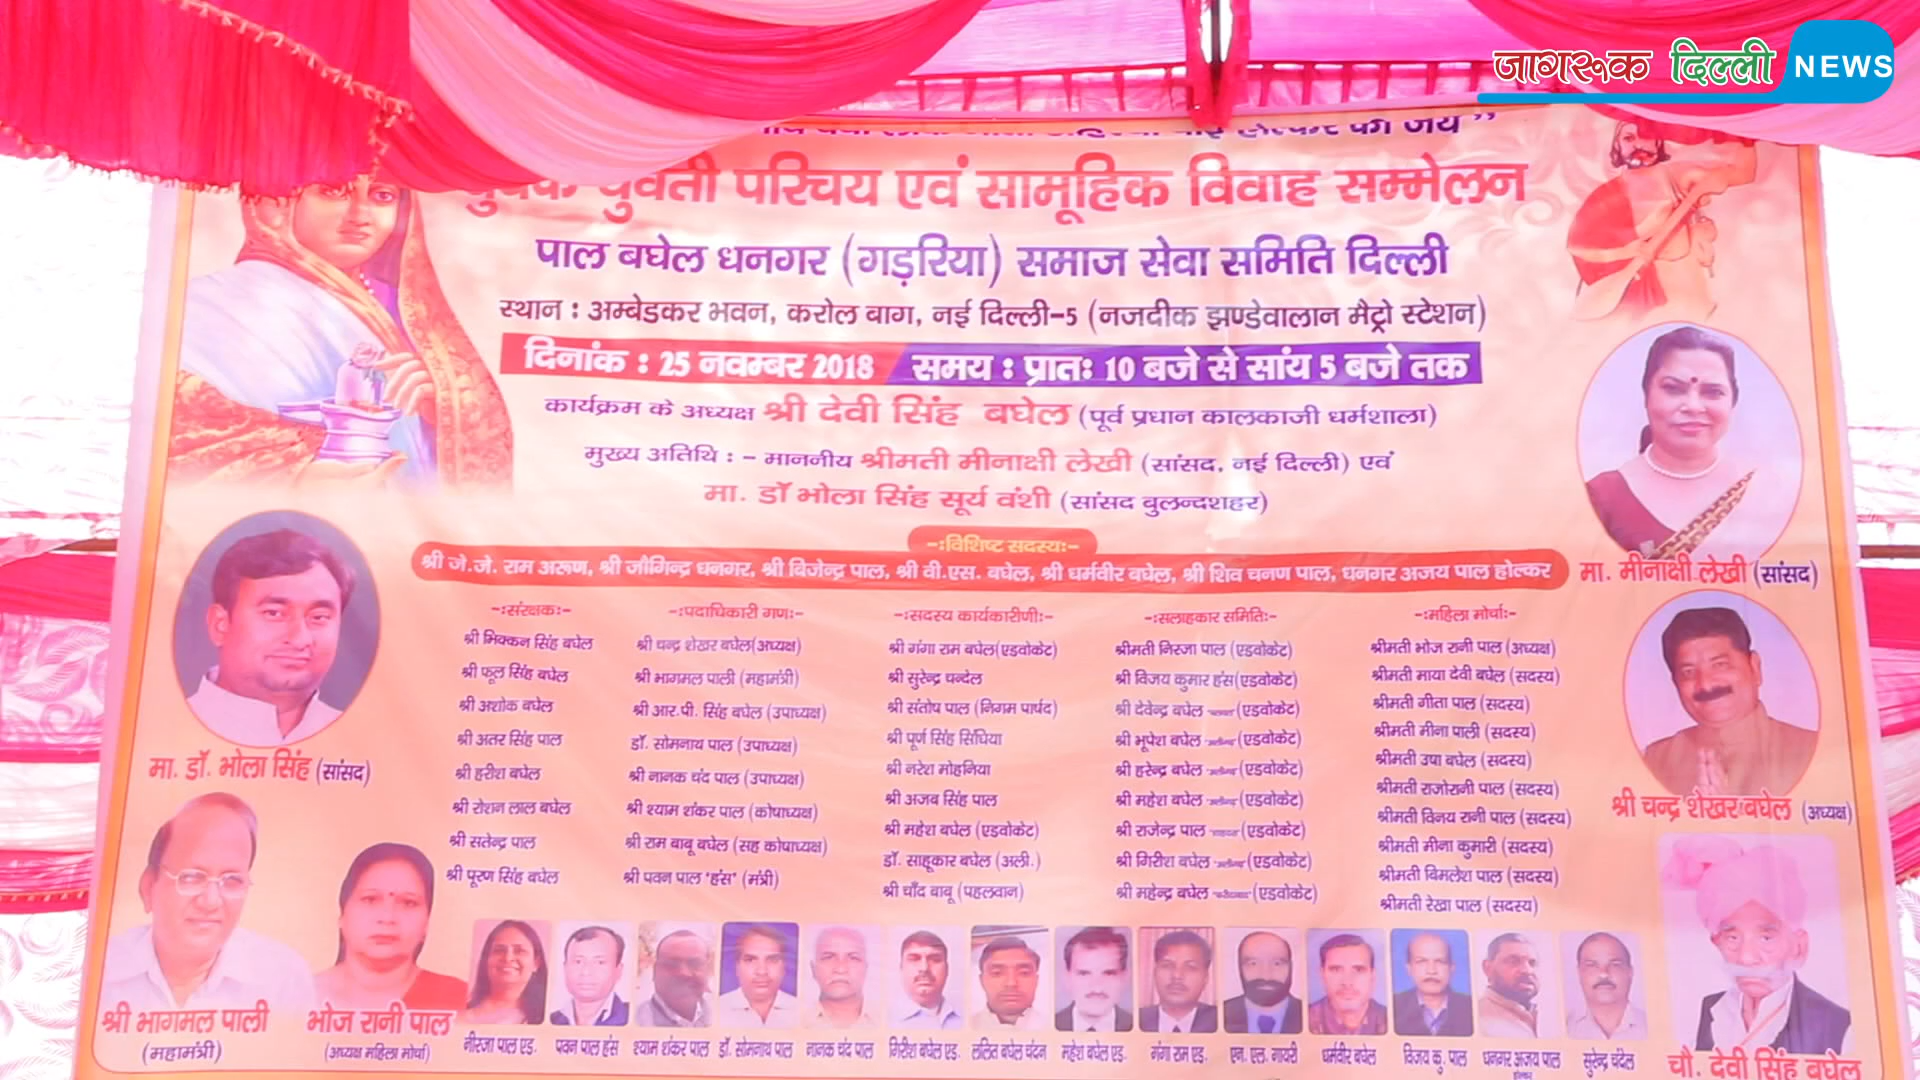 जागरूक दिल्ली NEWS
की जय”
युवती परिचय एवं सामूहिक विवाह सम्मेलन
पाल बघेल धनगर (गड़रिया) समाज सेवा समिति दिल्ली
स्थान : अम्बेडकर भवन, करोल बाग, नई दिल्ली-5 (नजदीक झण्डेवालान मैट्रो स्टेशन)
दिनांक : 25 नवम्बर 2018 समय : प्रातः 10 बजे से सांय 5 बजे तक
कार्यक्रम के अध्यक्ष श्री देवी सिंह बघेल (पूर्व प्रधान कालकाजी धर्मशाला)
मुख्य अतिथि : - माननीय श्रीमती मीनाक्षी लेखी (सांसद, नई दिल्ली) एवं
मा. डॉ भोला सिंह सूर्य वंशी (सांसद बुलन्दशहर)
-:विशिष्ट सदस्यः-
श्री जे.जे. राम अरूण, श्री जौगिन्द्र धनगर, श्री बिजेन्द्र पाल, श्री वी.एस. बघेल, श्री धर्मवीर बघेल, श्री शिव चनण पाल, धनगर अजय पाल होल्कर
मा. मीनाक्षी लेखी (सांसद)
-:संरक्षकः-
श्री भिक्कन सिंह बघेल
श्री फूल सिंह बघेल
श्री अशोक बघेल
श्री अतर सिंह पाल
श्री हरीश बघेल
श्री रोशन लाल बघेल
श्री सतेन्द्र पाल
श्री पूरण सिंह बघेल
-:पदाधिकारी गणः-
श्री चन्द्र शेखर बघेल(अध्यक्ष)
श्री भागमल पाली (महामंत्री)
श्री आर.पी. सिंह बघेल (उपाध्यक्ष)
डॉ. सोमनाथ पाल (उपाध्यक्ष)
श्री नानक चंद पाल (उपाध्यक्ष)
श्री श्याम शंकर पाल (कोषाध्यक्ष)
श्री राम बाबू बघेल (सह कोषाध्यक्ष)
श्री पवन पाल 'हंस' (मंत्री)
-:सदस्य कार्यकारीणीः-
श्री गंगा राम बघेल(एडवोकेट)
श्री सुरेन्द्र चन्देल
श्री संतोष पाल (निगम पार्षद)
श्री पूर्ण सिंह सिंधिया
श्री नरेश मोहनिया
श्री अजब सिंह पाल
श्री महेश बघेल (एडवोकेट)
डॉ. साहूकार बघेल (अली.)
श्री चाँद बाबू (पहलवान)
-:सलाहकार समितिः-
श्रीमती निरजा पाल (एडवोकेट)
श्री विजय कुमार हंस(एडवोकेट)
श्री देवेन्द्र बघेल (एडवोकेट)
श्री भूपेश बघेल (एडवोकेट)
श्री हरेन्द्र बघेल (एडवोकेट)
श्री महेश बघेल (एडवोकेट)
श्री राजेन्द्र पाल (एडवोकेट)
श्री गिरीश बघेल (एडवोकेट)
श्री महेन्द्र बघेल (एडवोकेट)
-:महिला मोर्चाः-
श्रीमती भोज रानी पाल (अध्यक्ष)
श्रीमती माया देवी बघेल (सदस्य)
श्रीमती गीता पाल (सदस्य)
श्रीमती मीना पाली (सदस्य)
श्रीमती उषा बघेल (सदस्य)
श्रीमती राजोरानी पाल (सदस्य)
श्रीमती विनय रानी पाल (सदस्य)
श्रीमती मीना कुमारी (सदस्य)
श्रीमती बिमलेश पाल (सदस्य)
श्रीमती रेखा पाल (सदस्य)
मा. डॉ. भोला सिंह (सांसद)
श्री चन्द्र शेखर बघेल (अध्यक्ष)
श्री भागमल पाली
(महामंत्री)
भोज रानी पाल
(अध्यक्ष महिला मोर्चा)
नीरजा पाल एड. पवन पाल हंस श्याम शंकर पाल डॉ. सोमनाथ पाल नानक चंद पाल गिरीश बघेल एड. ललित बघेल चंदन महेश बघेल एड. गंगा राम एड. एन. एल. गायरी धर्मवीर बघेल विजय कु. पाल धनगर अजय पाल सुरेन्द्र चंदेल
चौ. देवी सिंह बघेल